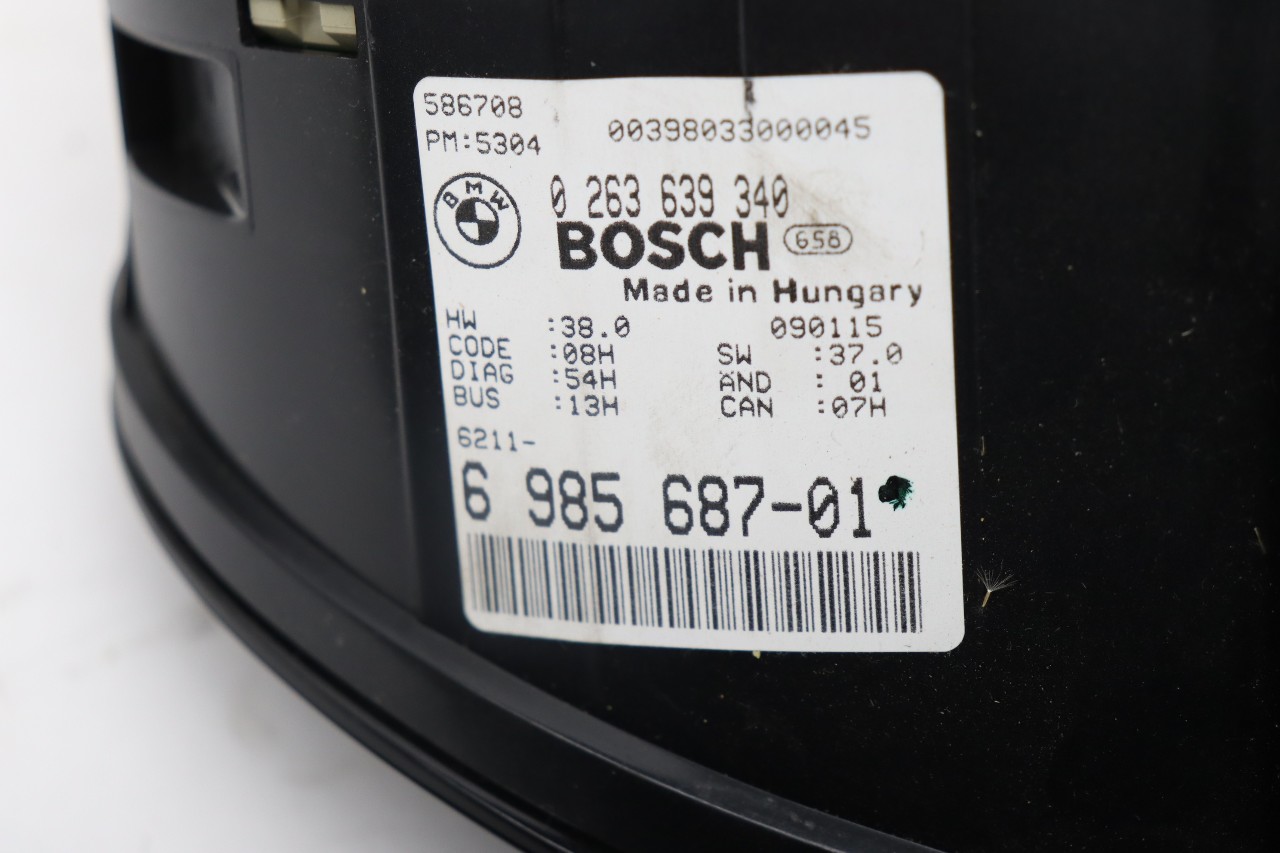 586708
PM:5304
00398033000045
BMW
0 263 639 340
BOSCH 658
Made in Hungary
HW :38.0 090115
CODE :08H SW :37.0
DIAG :54H ÄND : 01
BUS :13H CAN :07H
6211-
6 985 687-01